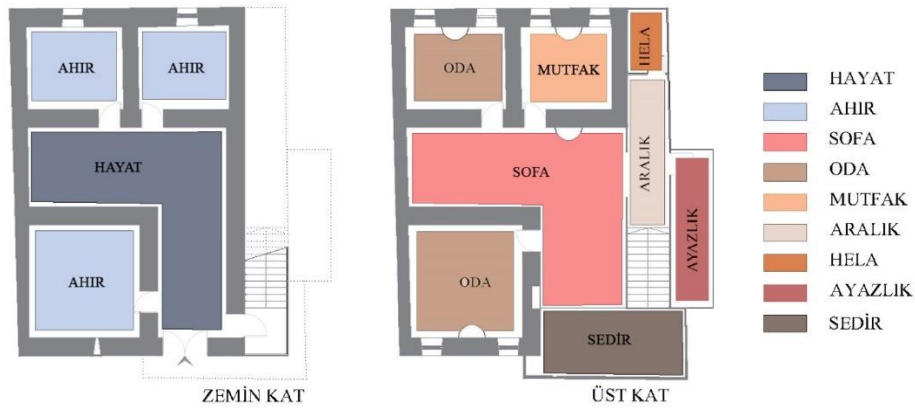 AHIR
AHIR
HAYAT
AHIR
ZEMİN KAT
ODA
MUTFAK
HELA
SOFA
ARALIK
AYAZLIK
ODA
SEDİR
ÜST KAT
HAYAT
AHIR
SOFA
ODA
MUTFAK
ARALIK
HELA
AYAZLIK
SEDİR